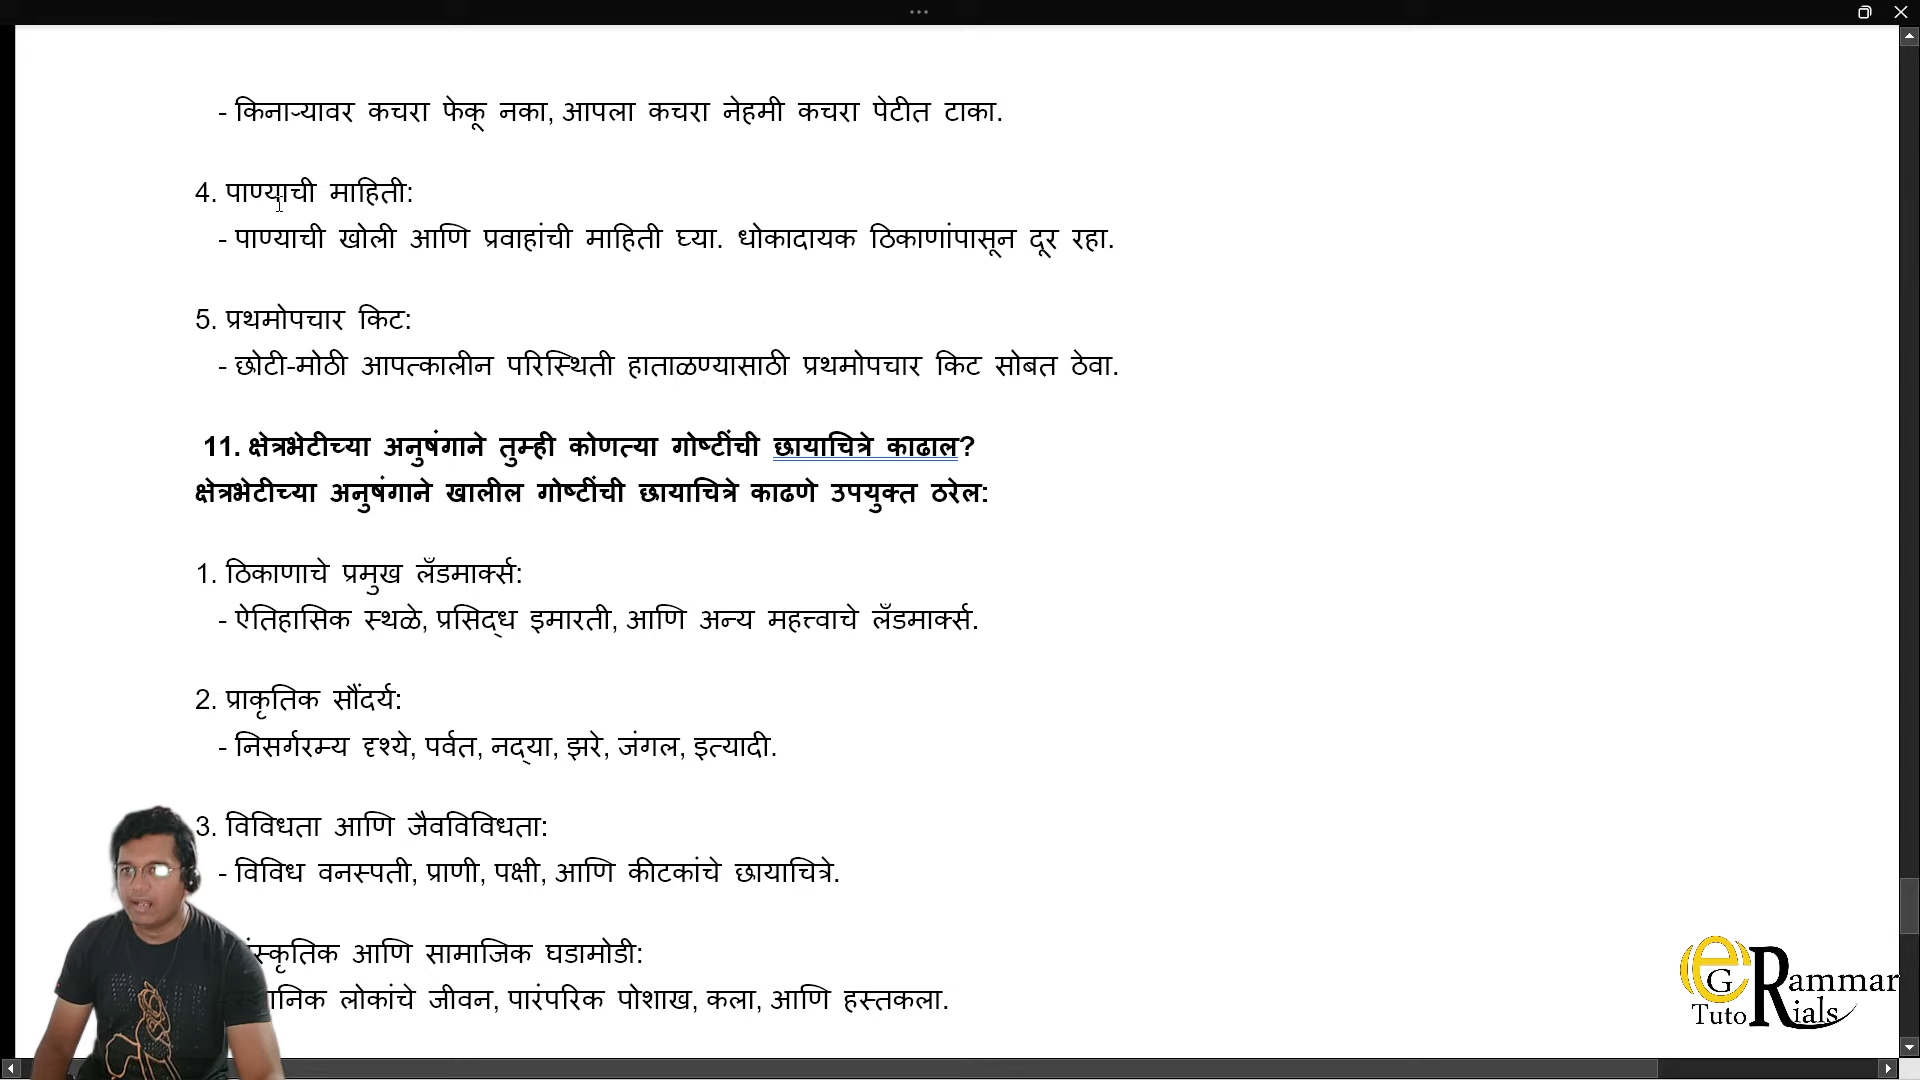 - किनाऱ्यावर कचरा फेकू नका, आपला कचरा नेहमी कचरा पेटीत टाका.
4. पाण्याची माहिती:
- पाण्याची खोली आणि प्रवाहांची माहिती घ्या. धोकादायक ठिकाणांपासून दूर रहा.
5. प्रथमोपचार किट:
- छोटी-मोठी आपत्कालीन परिस्थिती हाताळण्यासाठी प्रथमोपचार किट सोबत ठेवा.
11. क्षेत्रभेटीच्या अनुषंगाने तुम्ही कोणत्या गोष्टींची छायाचित्रे काढाल?
क्षेत्रभेटीच्या अनुषंगाने खालील गोष्टींची छायाचित्रे काढणे उपयुक्त ठरेल:
1. ठिकाणाचे प्रमुख लँडमार्क्स:
- ऐतिहासिक स्थळे, प्रसिद्ध इमारती, आणि अन्य महत्त्वाचे लँडमार्क्स.
2. प्राकृतिक सौंदर्य:
- निसर्गरम्य दृश्ये, पर्वत, नद्या, झरे, जंगल, इत्यादी.
3. विविधता आणि जैवविविधता:
- विविध वनस्पती, प्राणी, पक्षी, आणि कीटकांचे छायाचित्रे.
आणि सामाजिक घडामोडी:
लोकांचे जीवन, पारंपरिक पोशाख, कला, आणि हस्तकला.
eGRammar
TutoRials